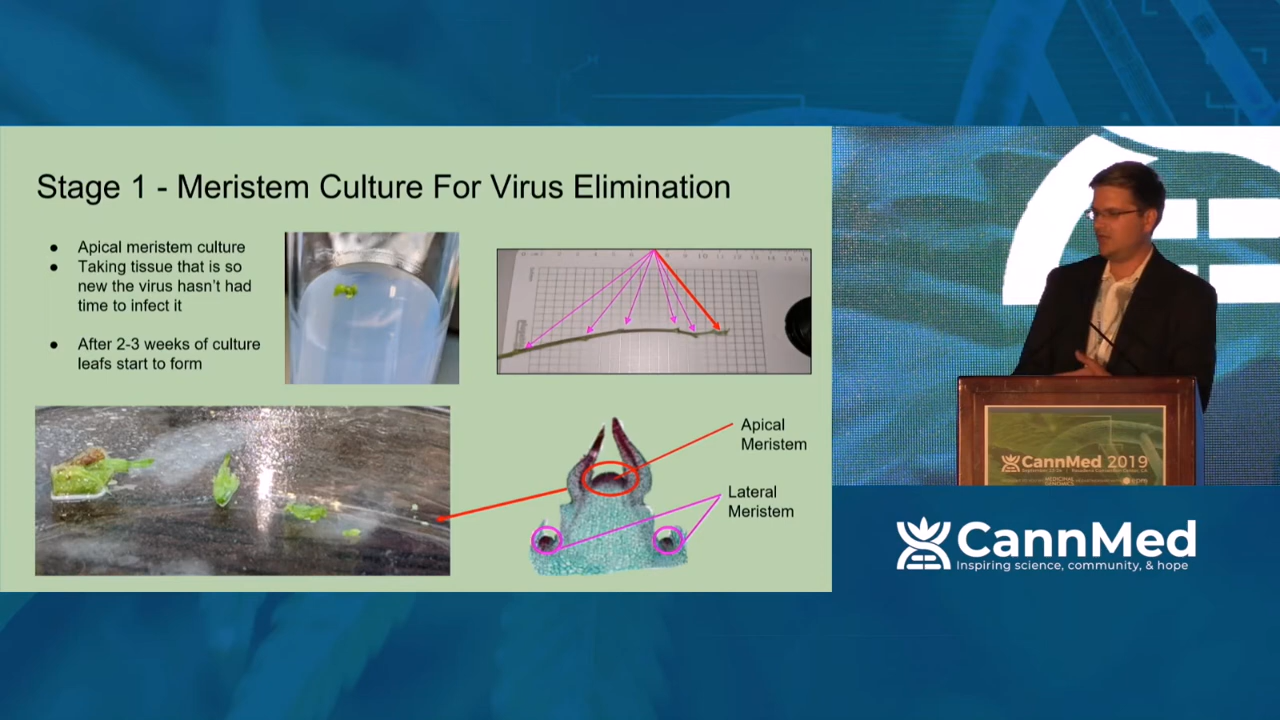 Stage 1 - Meristem Culture For Virus Elimination
● Apical meristem culture
● Taking tissue that is so
new the virus hasn't had
time to infect it
● After 2-3 weeks of culture
leafs start to form
Apical
Meristem
Lateral
Meristem
CannMed 2019
CannMed
Inspiring science, community, & hope